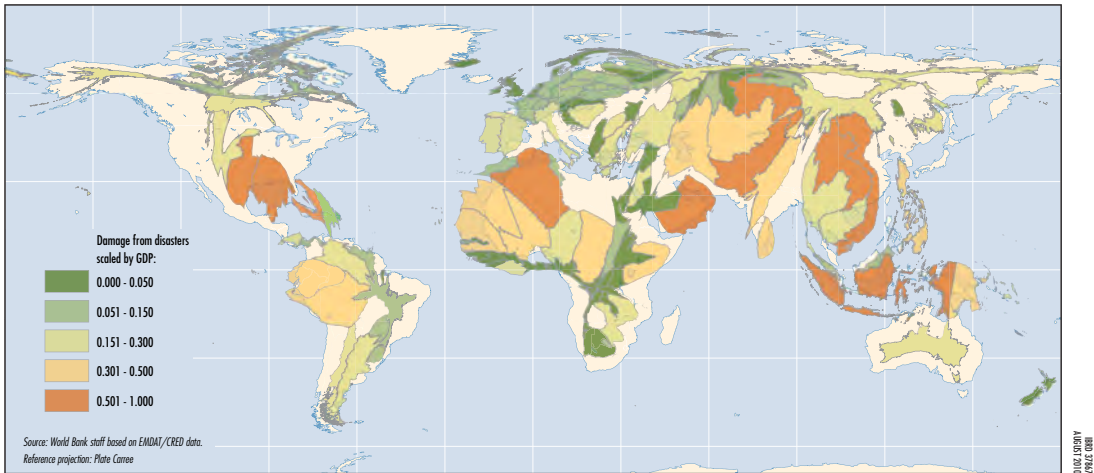 Damage from disasters
scaled by GDP:
0.000 - 0.050
0.051 - 0.150
0.151 - 0.300
0.301 - 0.500
0.501 - 1.000
Source: World Bank staff based on EMDAT/CRED data.
Reference projection: Plate Carree
IBRD 37867
AUGUST 2010